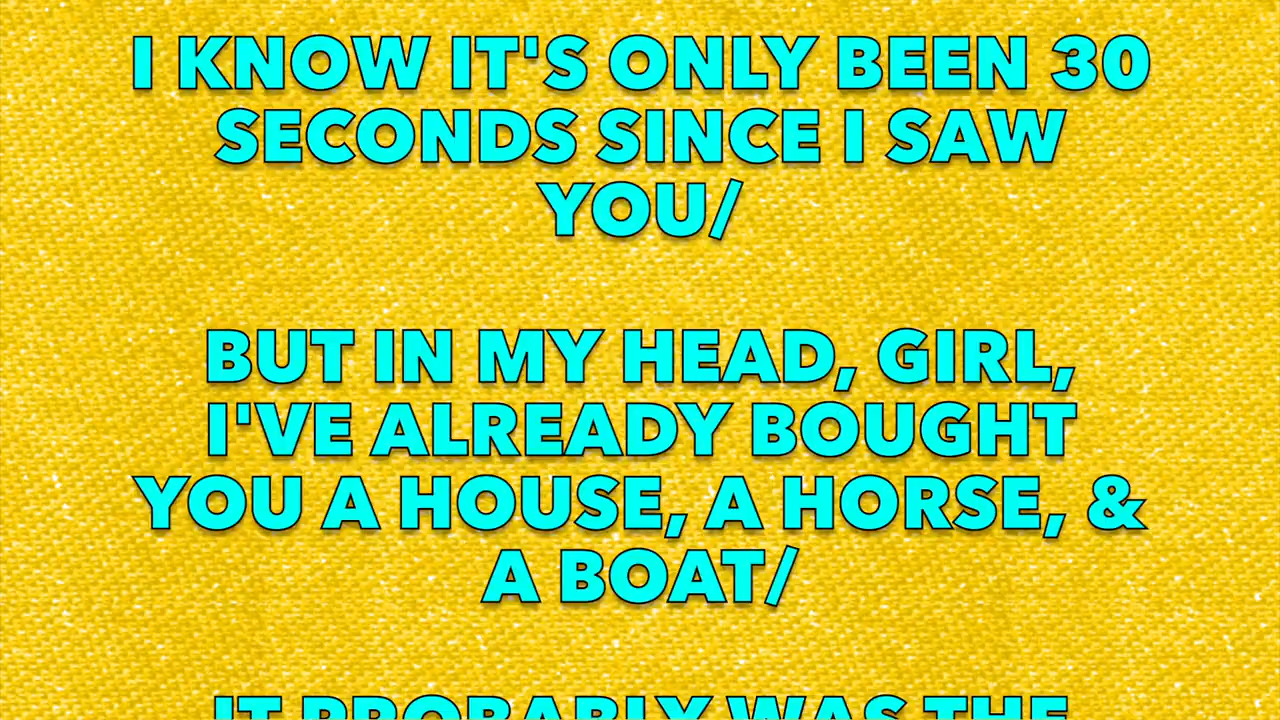 I KNOW IT'S ONLY BEEN 30
SECONDS SINCE I SAW
YOU/
BUT IN MY HEAD, GIRL,
I'VE ALREADY BOUGHT
YOU A HOUSE, A HORSE, &
A BOAT/
IT PROBABLY WAS THE